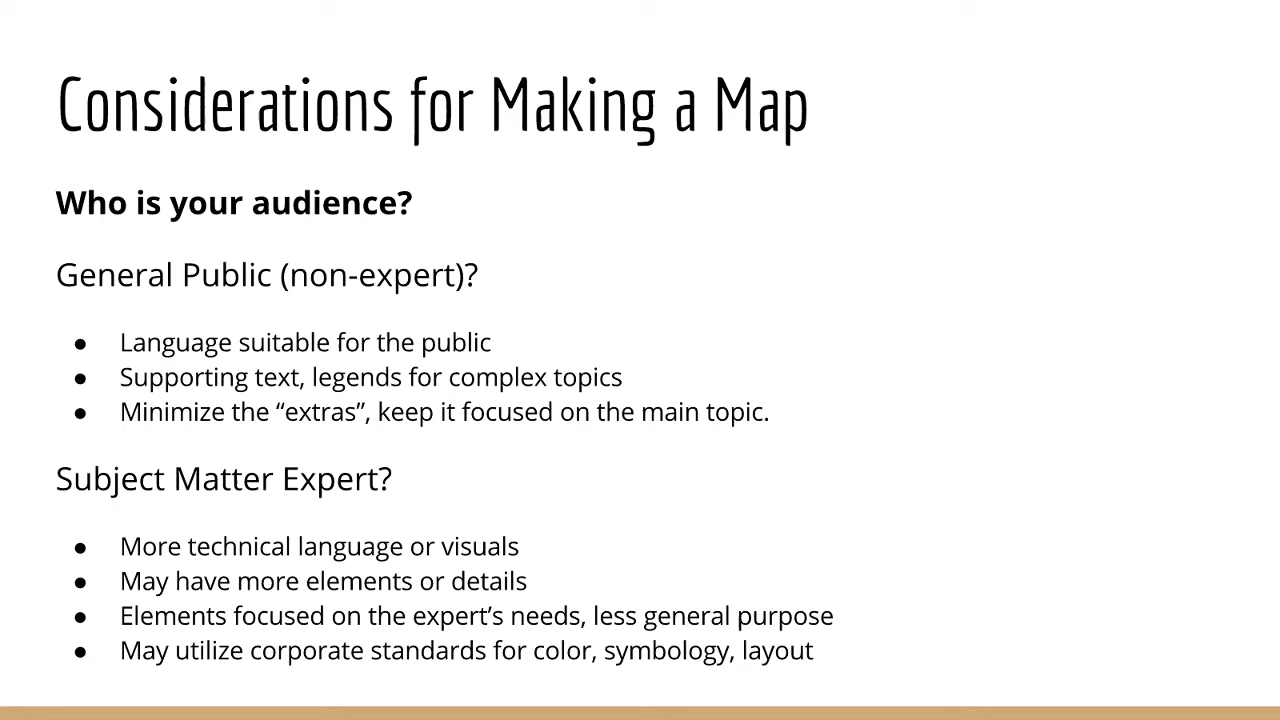 Considerations for Making a Map
Who is your audience?
General Public (non-expert)?
● Language suitable for the public
● Supporting text, legends for complex topics
● Minimize the “extras”, keep it focused on the main topic.
Subject Matter Expert?
● More technical language or visuals
● May have more elements or details
● Elements focused on the expert’s needs, less general purpose
● May utilize corporate standards for color, symbology, layout